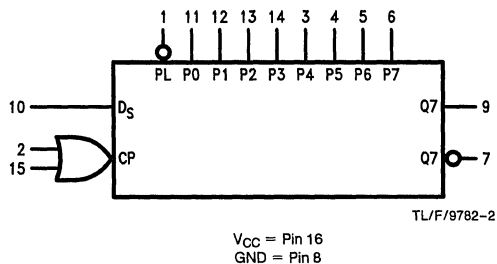 1 11 12 13 14 3 4 5 6
PL P0 P1 P2 P3 P4 P5 P6 P7
10 DS Q7 9
2
15 CP Q7 7
TL/F/9782-2
VCC = Pin 16
GND = Pin 8